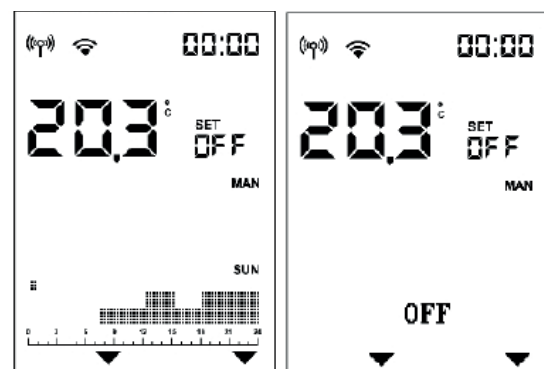 00:00
20.3 °C
SET
OFF
MAN
SUN
0 3 6 9 12 15 18 21 24
00:00
20.3 °C
SET
OFF
MAN
OFF